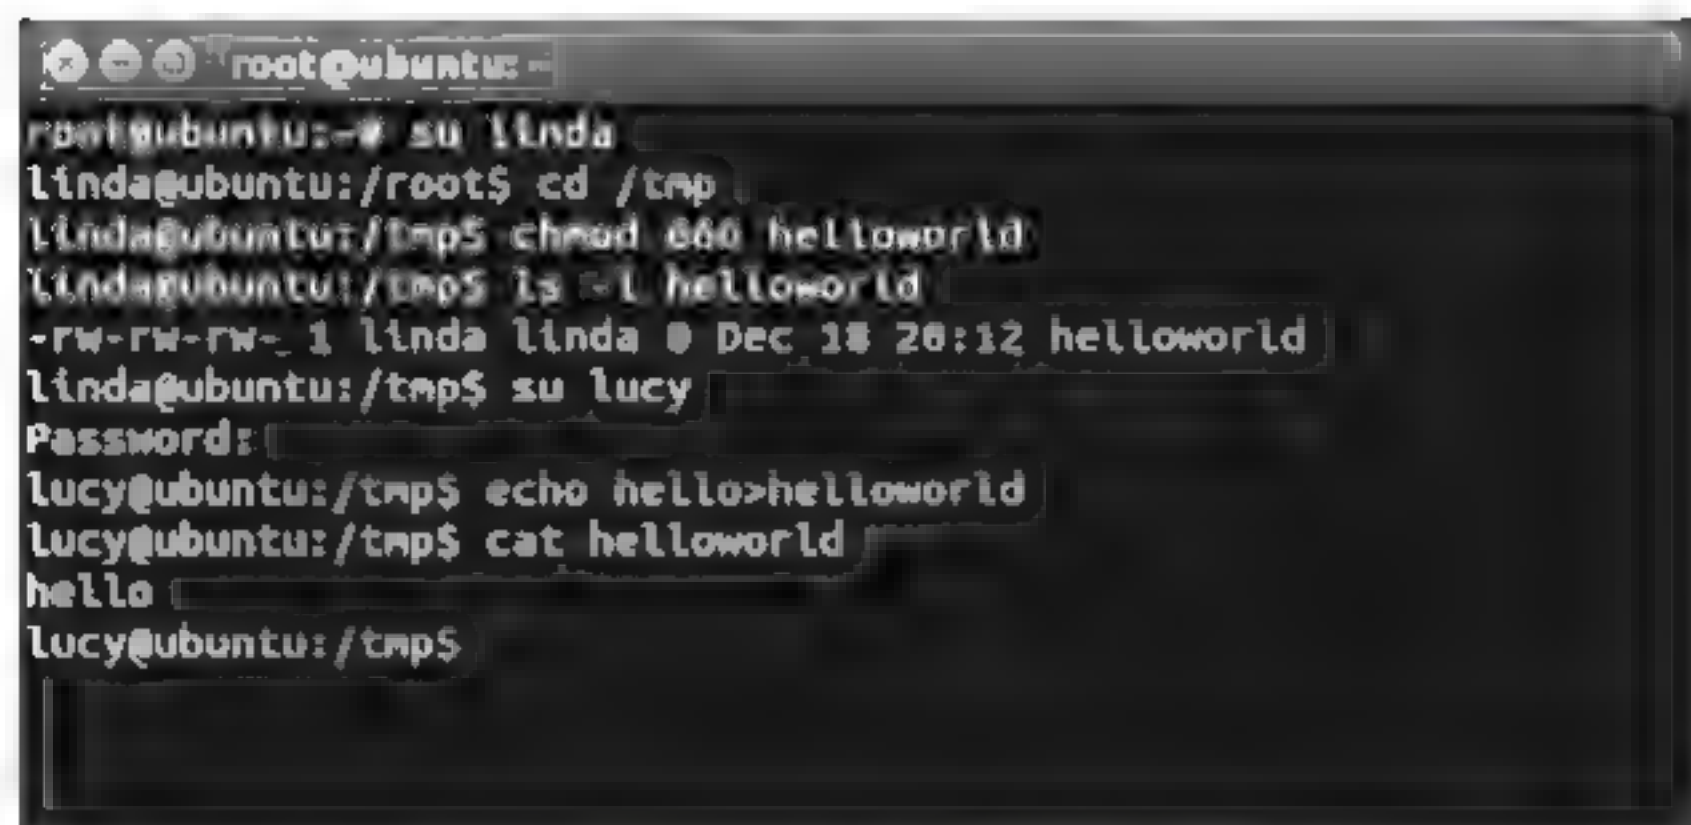 root@ubuntu: ~
root@ubuntu:~# su linda
linda@ubuntu:/root$ cd /tmp
linda@ubuntu:/tmp$ chmod 666 helloworld
linda@ubuntu:/tmp$ ls -l helloworld
-rw-rw-rw- 1 linda linda 0 Dec 18 helloworld
linda@ubuntu:/tmp$ su lucy
Password:
lucy@ubuntu:/tmp$ echo hello>helloworld
lucy@ubuntu:/tmp$ cat helloworld
hello
lucy@ubuntu:/tmp$